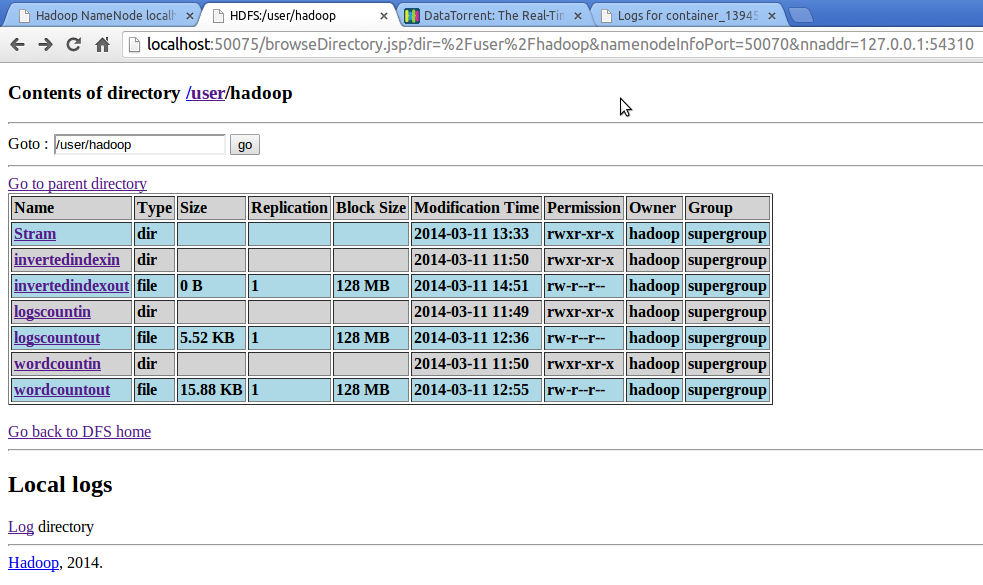 Hadoop NameNode localh
HDFS:/user/hadoop
DataTorrent: The Real-Tim
Logs for container_13945
localhost:50075/browseDirectory.jsp?dir=%2Fuser%2Fhadoop&namenodeInfoPort=50070&nnaddr=127.0.0.1:54310
Contents of directory /user/hadoop
Goto : /user/hadoop go
Go to parent directory
Name Type Size Replication Block Size Modification Time Permission Owner Group
Stram dir 2014-03-11 13:33 rwxr-xr-x hadoop supergroup
invertedindexin dir 2014-03-11 11:50 rwxr-xr-x hadoop supergroup
invertedindexout file 0 B 1 128 MB 2014-03-11 14:51 rw-r--r-- hadoop supergroup
logscountin dir 2014-03-11 11:49 rwxr-xr-x hadoop supergroup
logscountout file 5.52 KB 1 128 MB 2014-03-11 12:36 rw-r--r-- hadoop supergroup
wordcountin dir 2014-03-11 11:50 rwxr-xr-x hadoop supergroup
wordcountout file 15.88 KB 1 128 MB 2014-03-11 12:55 rw-r--r-- hadoop supergroup
Go back to DFS home
Local logs
Log directory
Hadoop, 2014.